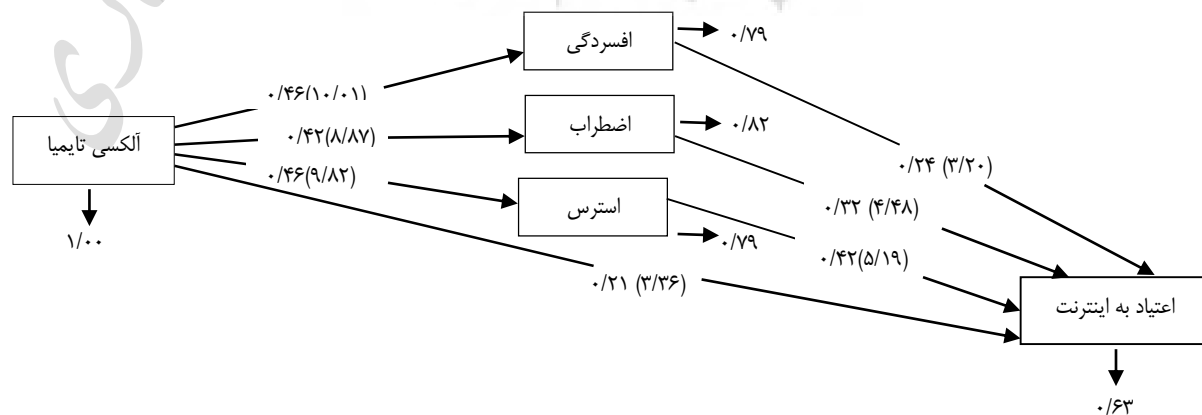 افسردگی
۰/۷۹
۰/۴۶(۱۰/۰۱)
اضطراب
۰/۸۲
آلکسی تایمیا
۰/۴۲(۸/۸۷)
۰/۲۴ (۳/۲۰)
۰/۴۶(۹/۸۲)
استرس
۰/۳۲ (۴/۴۸)
۱/۰۰
۰/۷۹
۰/۴۲(۵/۱۹)
۰/۲۱ (۳/۳۶)
اعتیاد به اینترنت
۰/۶۳